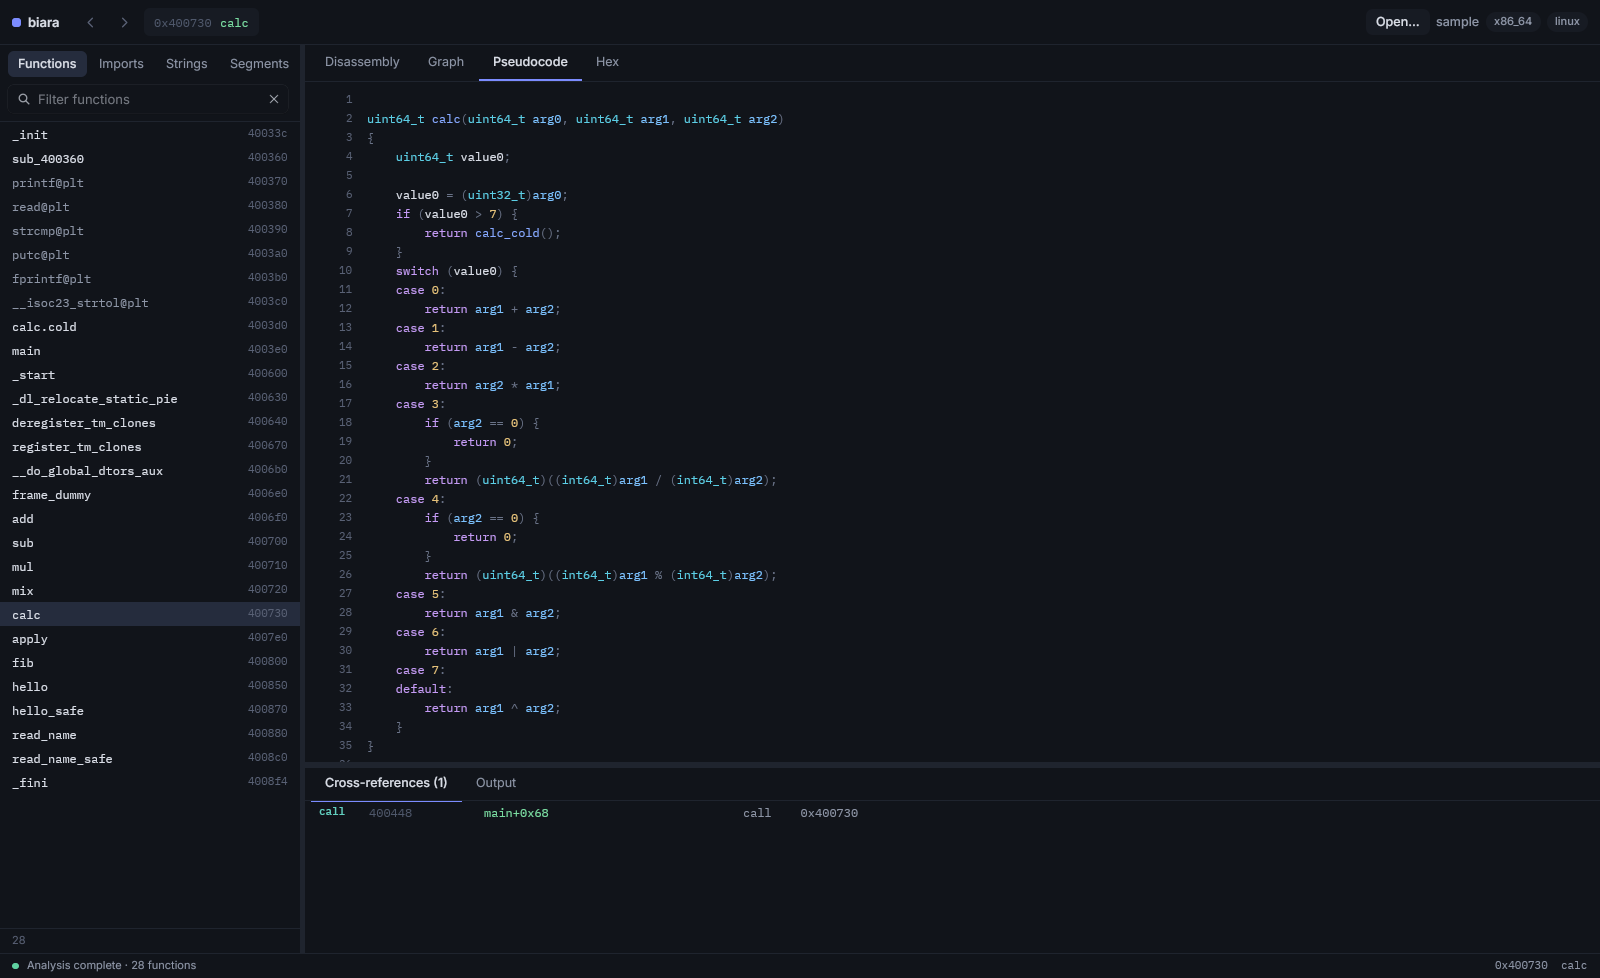 biara
0x400730 calc
Open...
sample
x86_64
linux
Functions
Imports
Strings
Segments
Filter functions
_init 40033c
sub_400360 400360
printf@plt 400370
read@plt 400380
strcmp@plt 400390
putc@plt 4003a0
fprintf@plt 4003b0
__isoc23_strtol@plt 4003c0
calc.cold 4003d0
main 4003e0
_start 400600
_dl_relocate_static_pie 400630
deregister_tm_clones 400640
register_tm_clones 400670
__do_global_dtors_aux 4006b0
frame_dummy 4006e0
add 4006f0
sub 400700
mul 400710
mix 400720
calc 400730
apply 4007e0
fib 400800
hello 400850
hello_safe 400870
read_name 400880
read_name_safe 4008c0
_fini 4008f4
28
Disassembly
Graph
Pseudocode
Hex
1
2 uint64_t calc(uint64_t arg0, uint64_t arg1, uint64_t arg2)
3 {
4     uint64_t value0;
5
6     value0 = (uint32_t)arg0;
7     if (value0 > 7) {
8         return calc_cold();
9     }
10     switch (value0) {
11     case 0:
12         return arg1 + arg2;
13     case 1:
14         return arg1 - arg2;
15     case 2:
16         return arg2 * arg1;
17     case 3:
18         if (arg2 == 0) {
19             return 0;
20         }
21         return (uint64_t)((int64_t)arg1 / (int64_t)arg2);
22     case 4:
23         if (arg2 == 0) {
24             return 0;
25         }
26         return (uint64_t)((int64_t)arg1 % (int64_t)arg2);
27     case 5:
28         return arg1 & arg2;
29     case 6:
30         return arg1 | arg2;
31     case 7:
32     default:
33         return arg1 ^ arg2;
34     }
35 }
Cross-references (1)
Output
call 400448 main+0x68 call 0x400730
Analysis complete · 28 functions
0x400730 calc